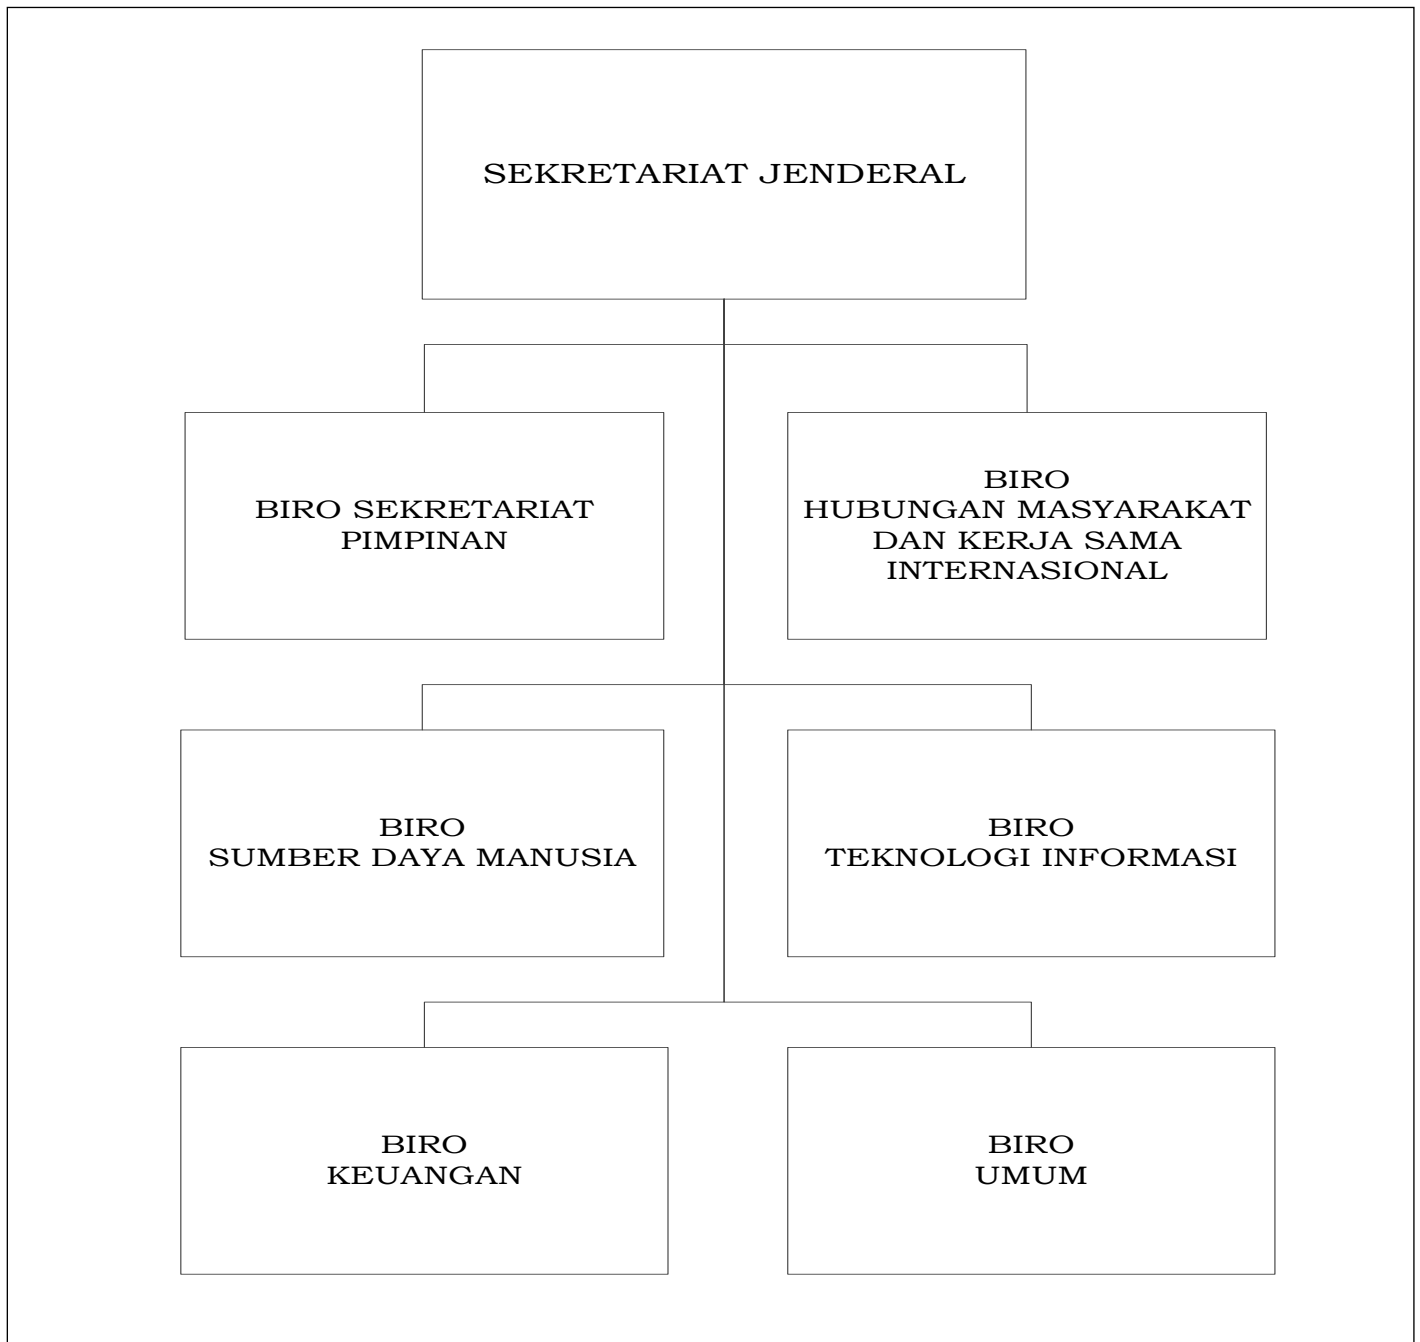 SEKRETARIAT JENDERAL
BIRO SEKRETARIAT
PIMPINAN
BIRO
HUBUNGAN MASYARAKAT
DAN KERJA SAMA
INTERNASIONAL
BIRO
SUMBER DAYA MANUSIA
BIRO
TEKNOLOGI INFORMASI
BIRO
KEUANGAN
BIRO
UMUM